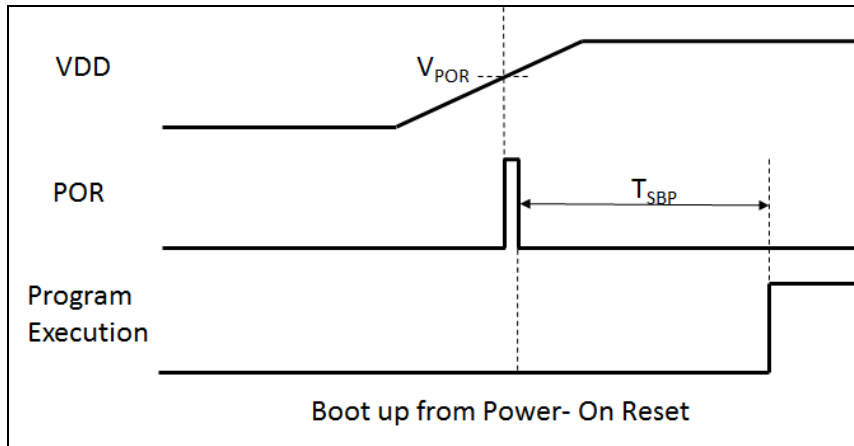 VDD
VPOR
POR
TSBP
Program
Execution
Boot up from Power- On Reset